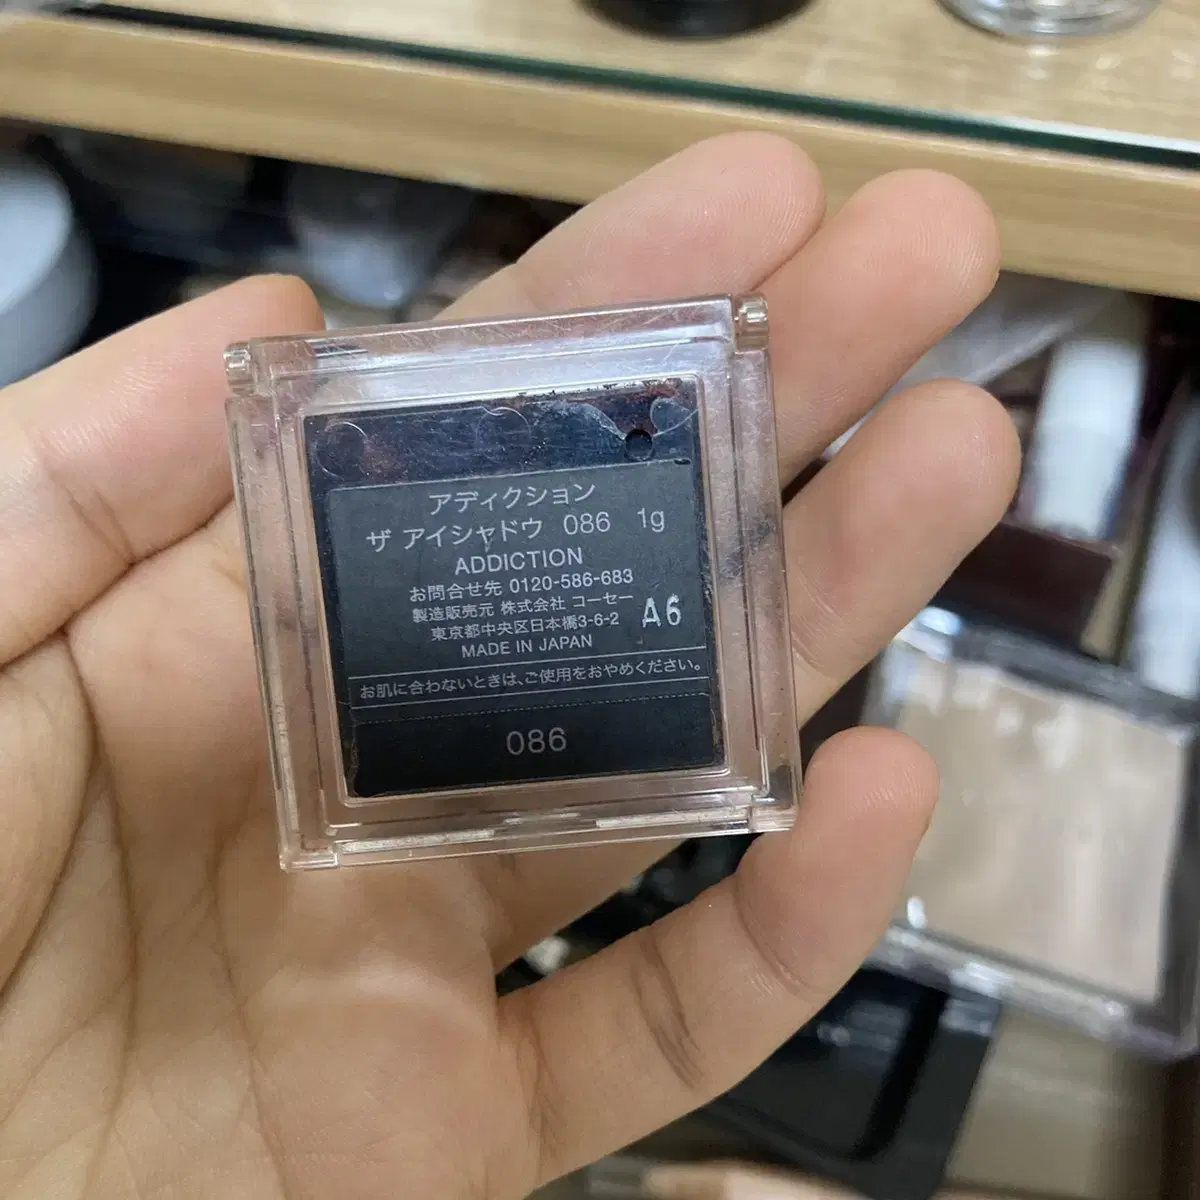 アディクション
ザ アイシャドウ 086 1g
ADDICTION
お問合せ先 0120-586-683
製造販売元 株式会社 コーセー
東京都中央区日本橋3-6-2
A6
MADE IN JAPAN
お肌に合わないときは、ご使用をおやめください。
086